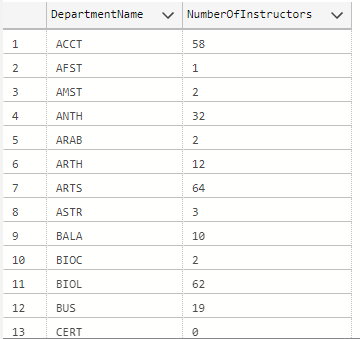 DepartmentName NumberOfInstructors
1 ACCT 58
2 AFST 1
3 AMST 2
4 ANTH 32
5 ARAB 2
6 ARTH 12
7 ARTS 64
8 ASTR 3
9 BALA 10
10 BIOC 2
11 BIOL 62
12 BUS 19
13 CERT 0